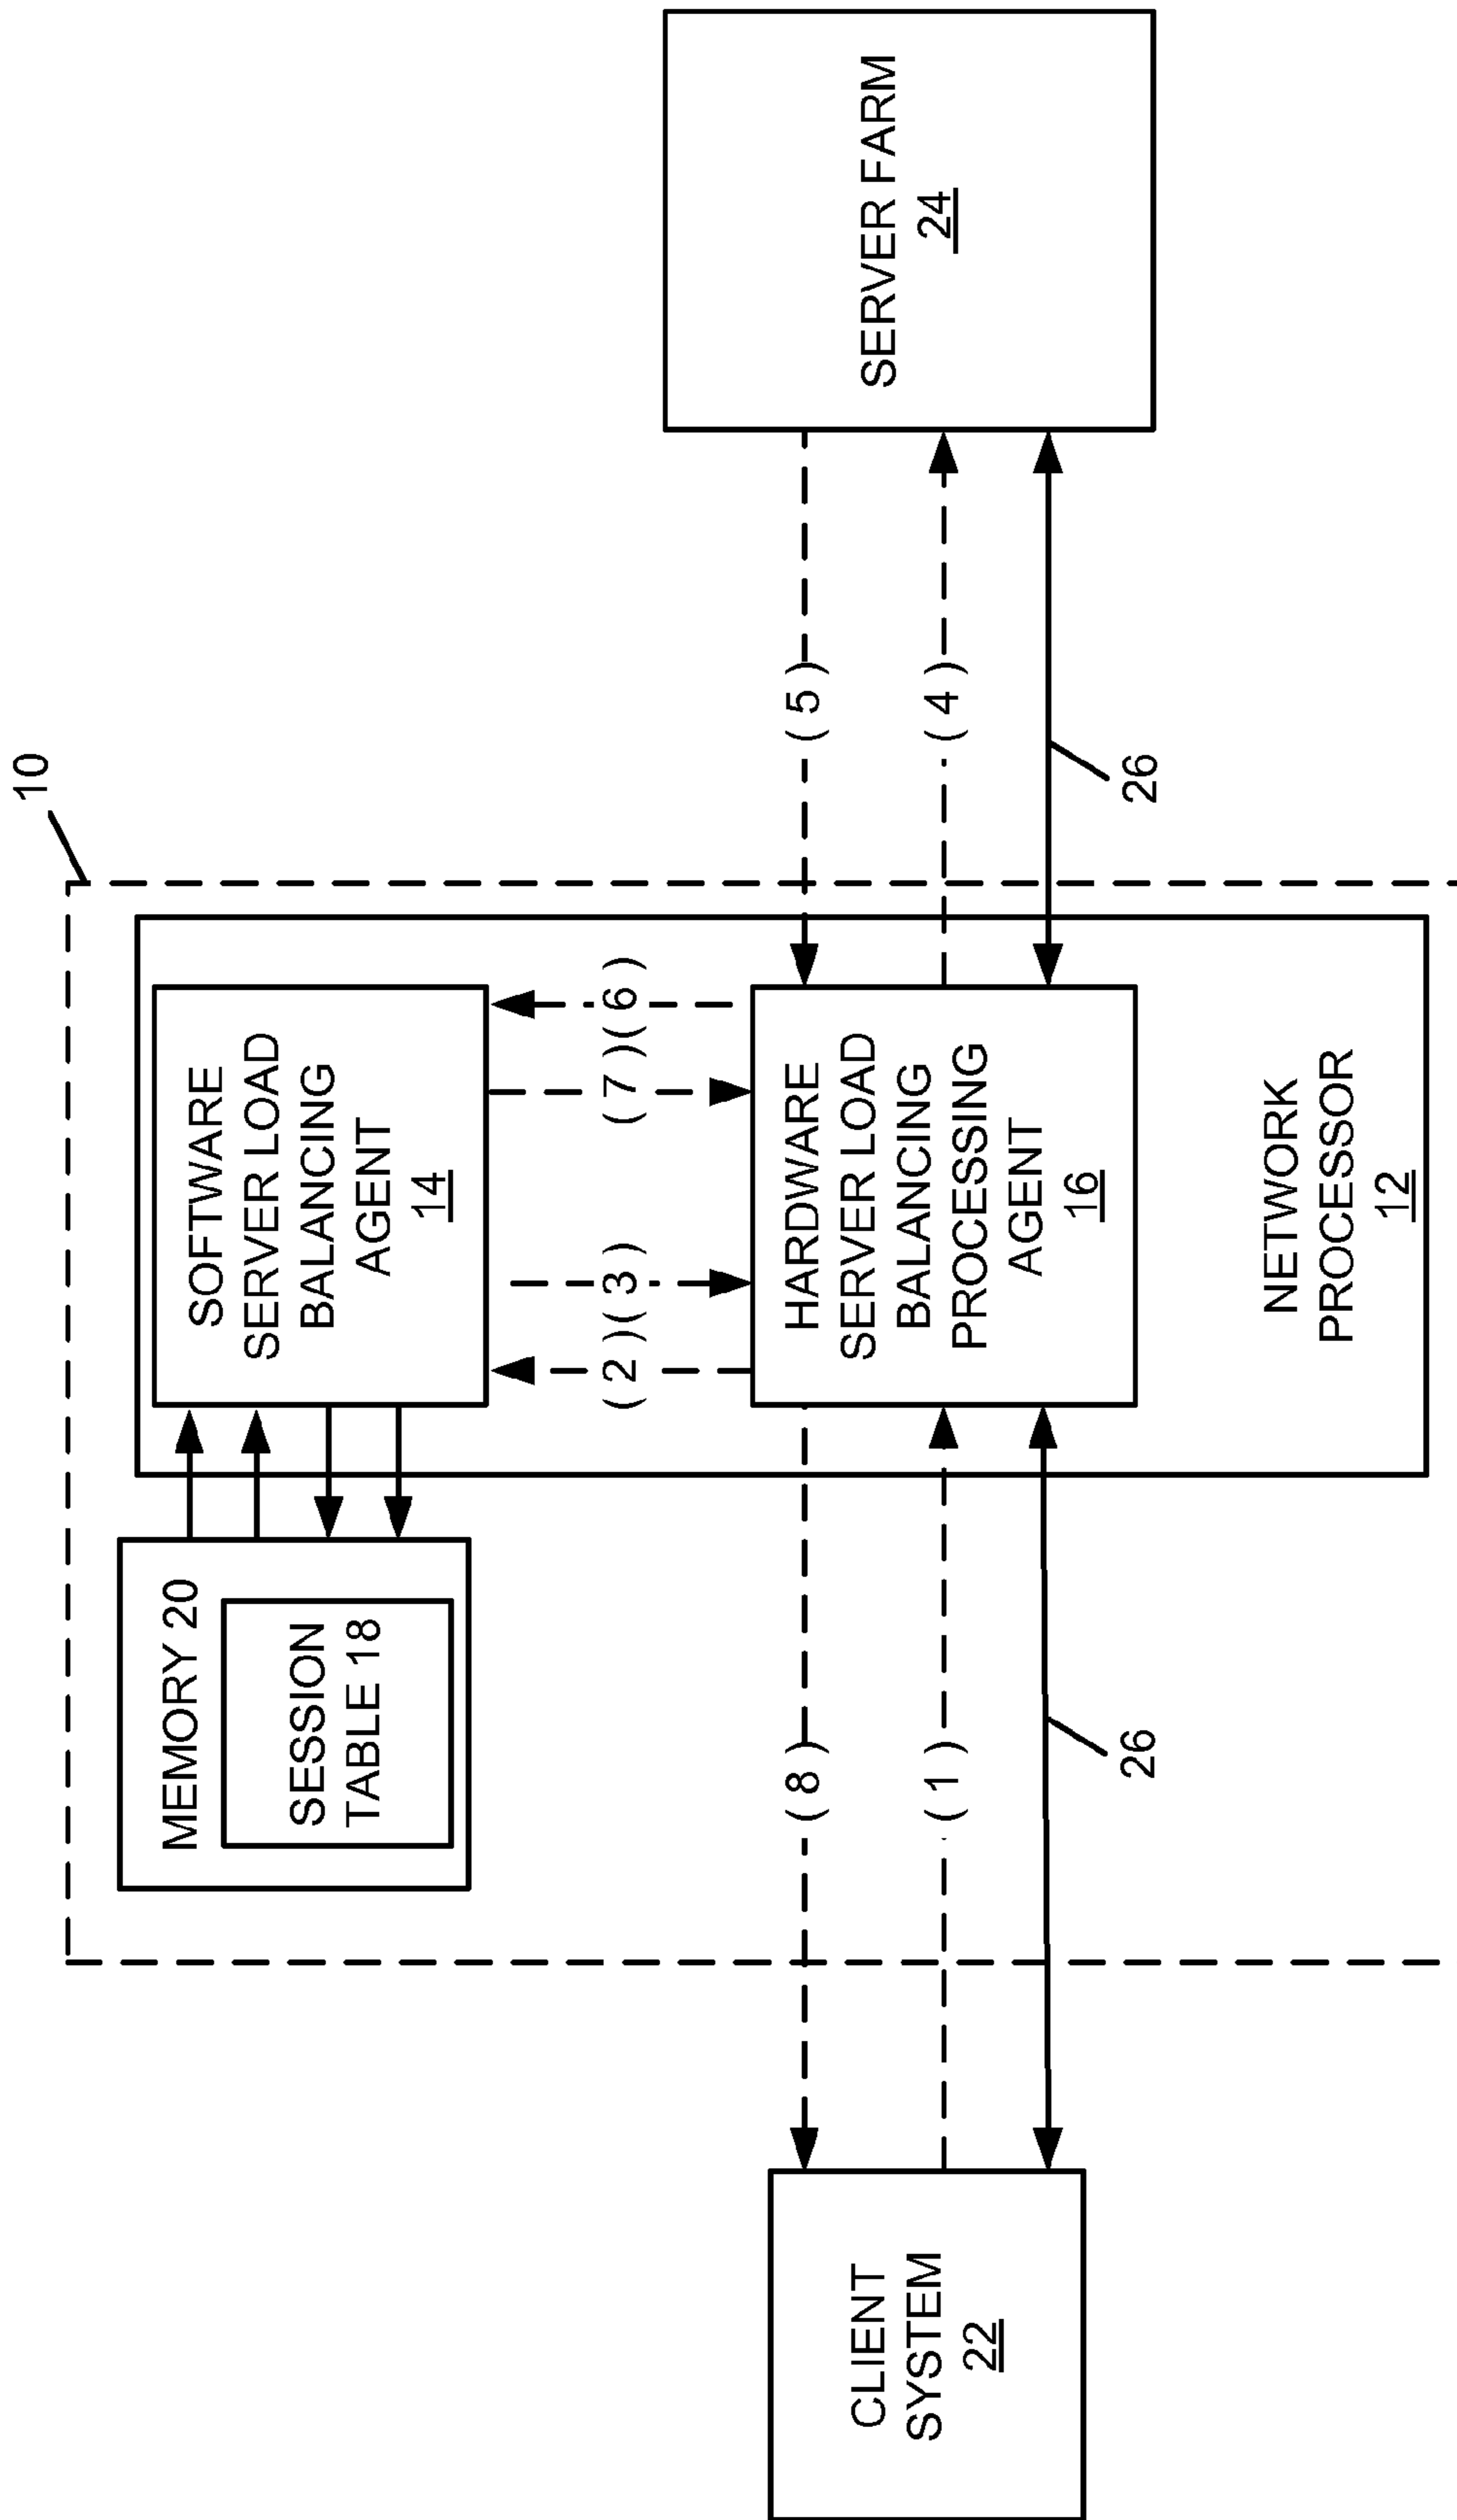 10
MEMORY 20
SESSION
TABLE 18
SOFTWARE
SERVER LOAD
BALANCING
AGENT
14
( 2 )( 3 )
( 7 )( 6 )
CLIENT
SYSTEM
22
( 8 )
( 1 )
26
HARDWARE
SERVER LOAD
BALANCING
PROCESSING
AGENT
16
NETWORK
PROCESSOR
12
( 5 )
( 4 )
26
SERVER FARM
24